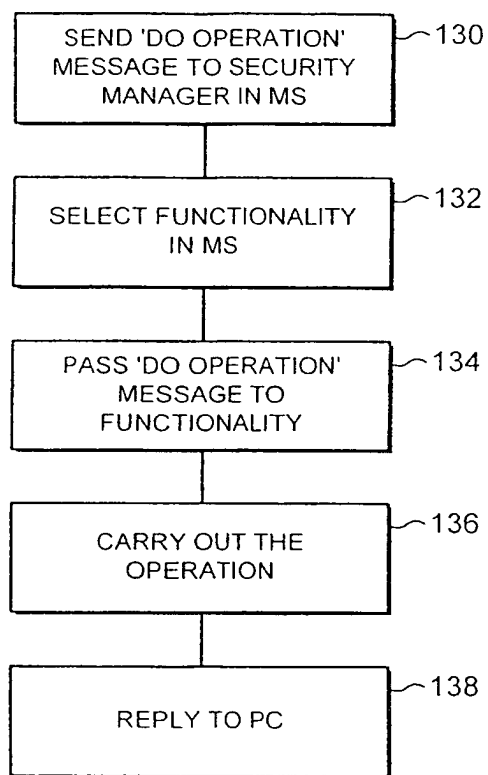 SEND 'DO OPERATION'
MESSAGE TO SECURITY
MANAGER IN MS
130
SELECT FUNCTIONALITY
IN MS
132
PASS 'DO OPERATION'
MESSAGE TO
FUNCTIONALITY
134
CARRY OUT THE
OPERATION
136
REPLY TO PC
138